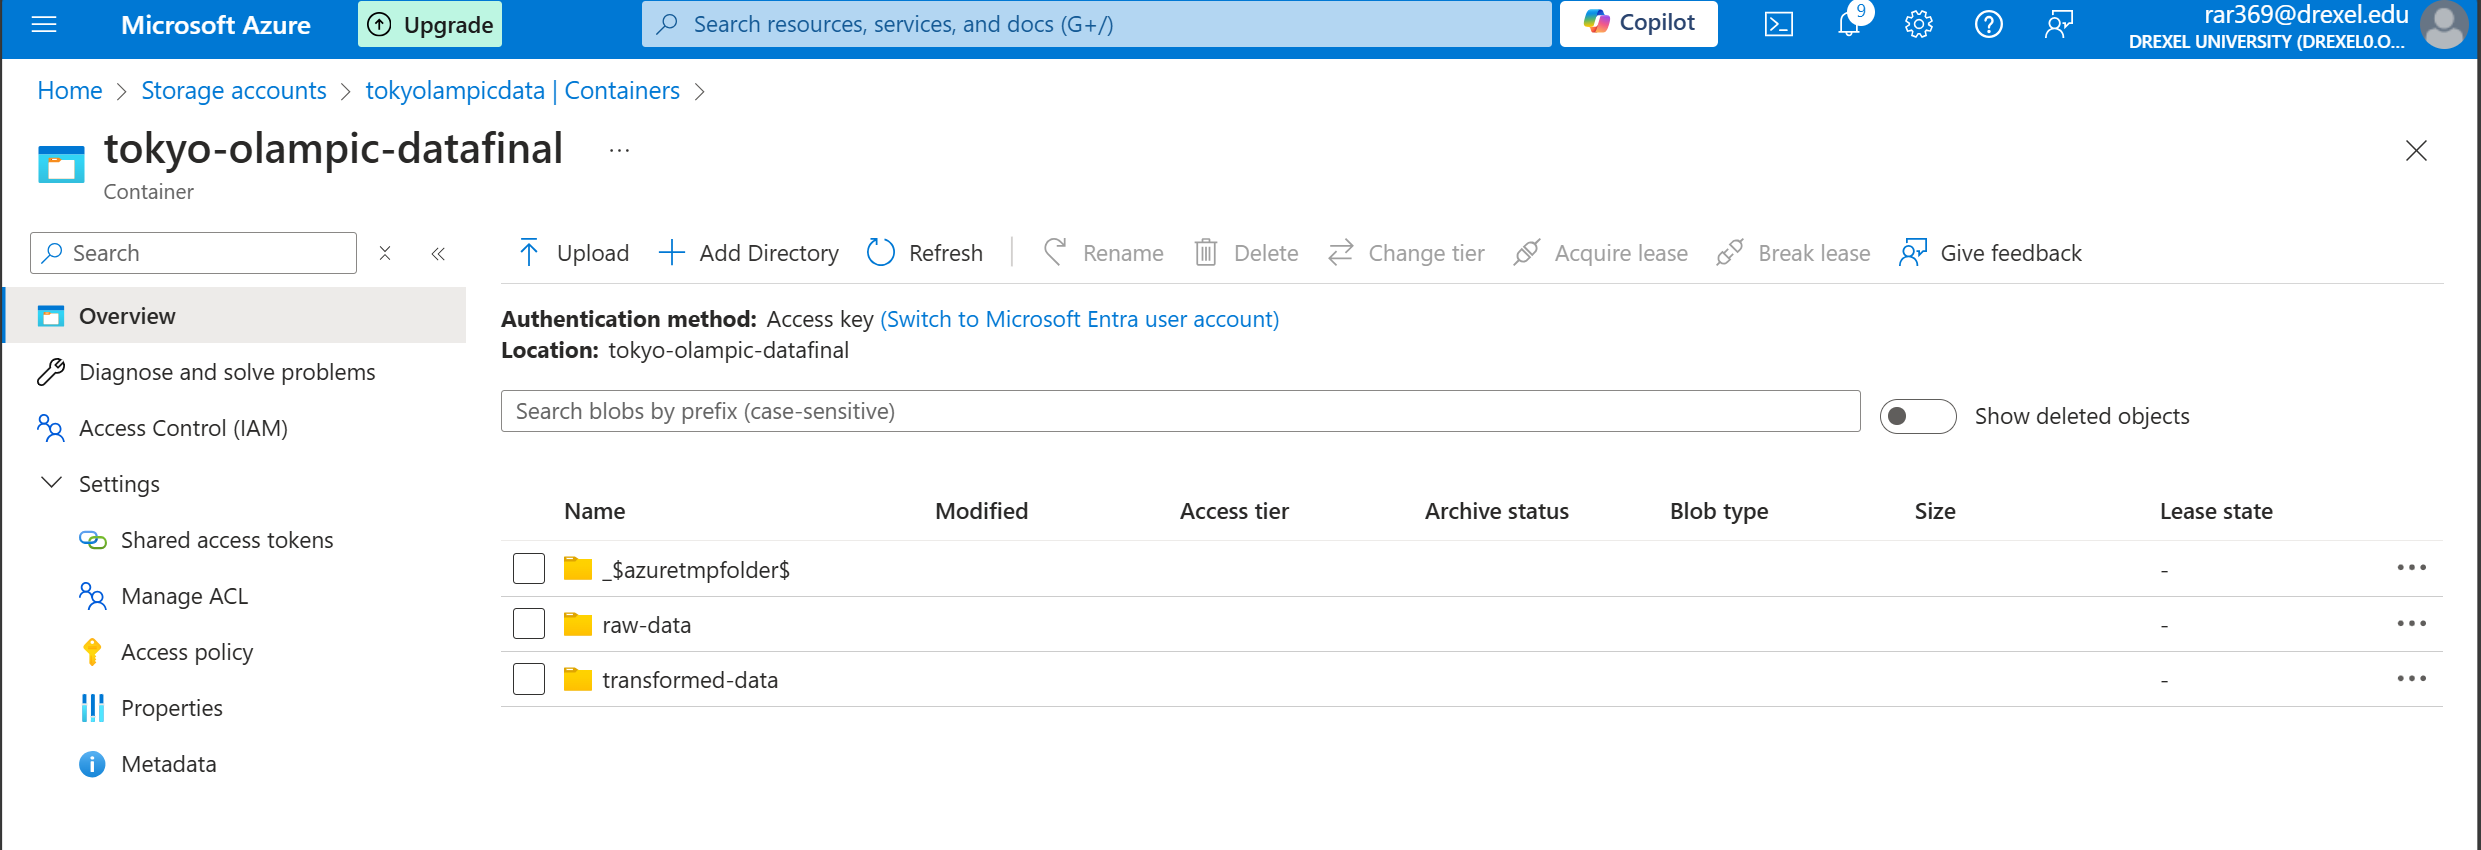 Microsoft Azure
Upgrade
Search resources, services, and docs (G+/)
Copilot
9
rar369@drexel.edu
DREXEL UNIVERSITY (DREXEL0.O...
Home > Storage accounts > tokyolampicdata | Containers >
tokyo-olampic-datafinal ...
Container
Search
Upload
Add Directory
Refresh
Rename
Delete
Change tier
Acquire lease
Break lease
Give feedback
Overview
Diagnose and solve problems
Access Control (IAM)
Settings
Shared access tokens
Manage ACL
Access policy
Properties
Metadata
Authentication method: Access key (Switch to Microsoft Entra user account)
Location: tokyo-olampic-datafinal
Search blobs by prefix (case-sensitive)
Show deleted objects
Name Modified Access tier Archive status Blob type Size Lease state
_$azuretmpfolder$ - ...
raw-data - ...
transformed-data - ...